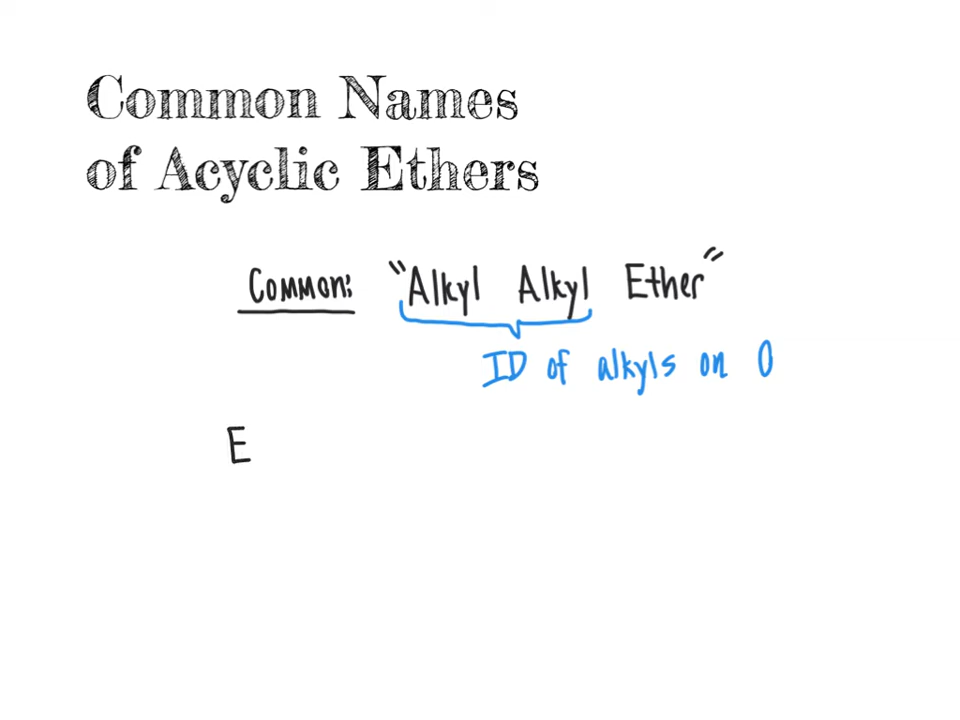 Common Names
of Acyclic Ethers
Common: "Alkyl Alkyl Ether"
ID of alkyls on O
E